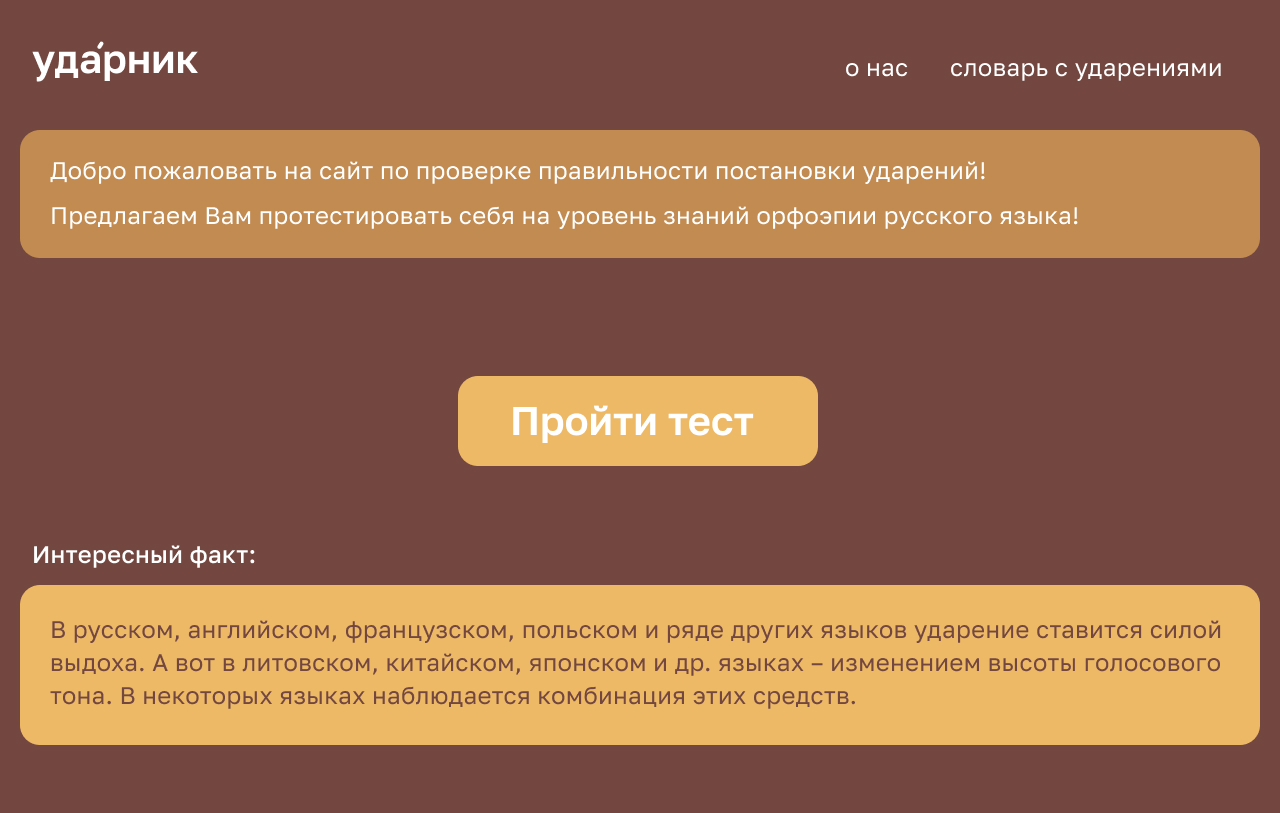 уда́рник
о нас
словарь с ударениями
Добро пожаловать на сайт по проверке правильности постановки ударений!
Предлагаем Вам протестировать себя на уровень знаний орфоэпии русского языка!
Пройти тест
Интересный факт:
В русском, английском, французском, польском и ряде других языков ударение ставится силой
выдоха. А вот в литовском, китайском, японском и др. языках – изменением высоты голосового
тона. В некоторых языках наблюдается комбинация этих средств.